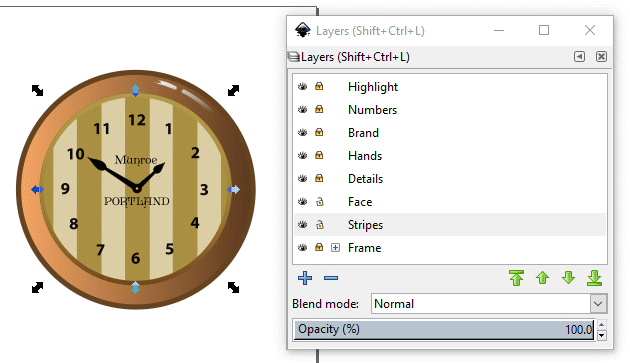 12
11
1
10
2
Munroe
9
3
PORTLAND
8
4
7
5
6
Layers (Shift+Ctrl+L)
Layers (Shift+Ctrl+L)
Highlight
Numbers
Brand
Hands
Details
Face
Stripes
Frame
Blend mode: Normal
Opacity (%) 100.0